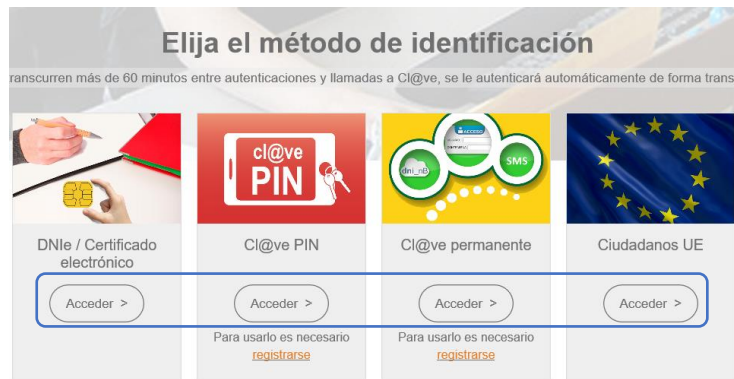 Elija el método de identificación
ranscurren más de 60 minutos entre autenticaciones y llamadas a Cl@ve, se le autenticará automáticamente de forma trans
cl@ve
PIN
ACCESO
dni_nB
SMS
DNIe / Certificado
electrónico
Cl@ve PIN
Cl@ve permanente
Ciudadanos UE
Acceder >
Acceder >
Acceder >
Acceder >
Para usarlo es necesario
registrarse
Para usarlo es necesario
registrarse